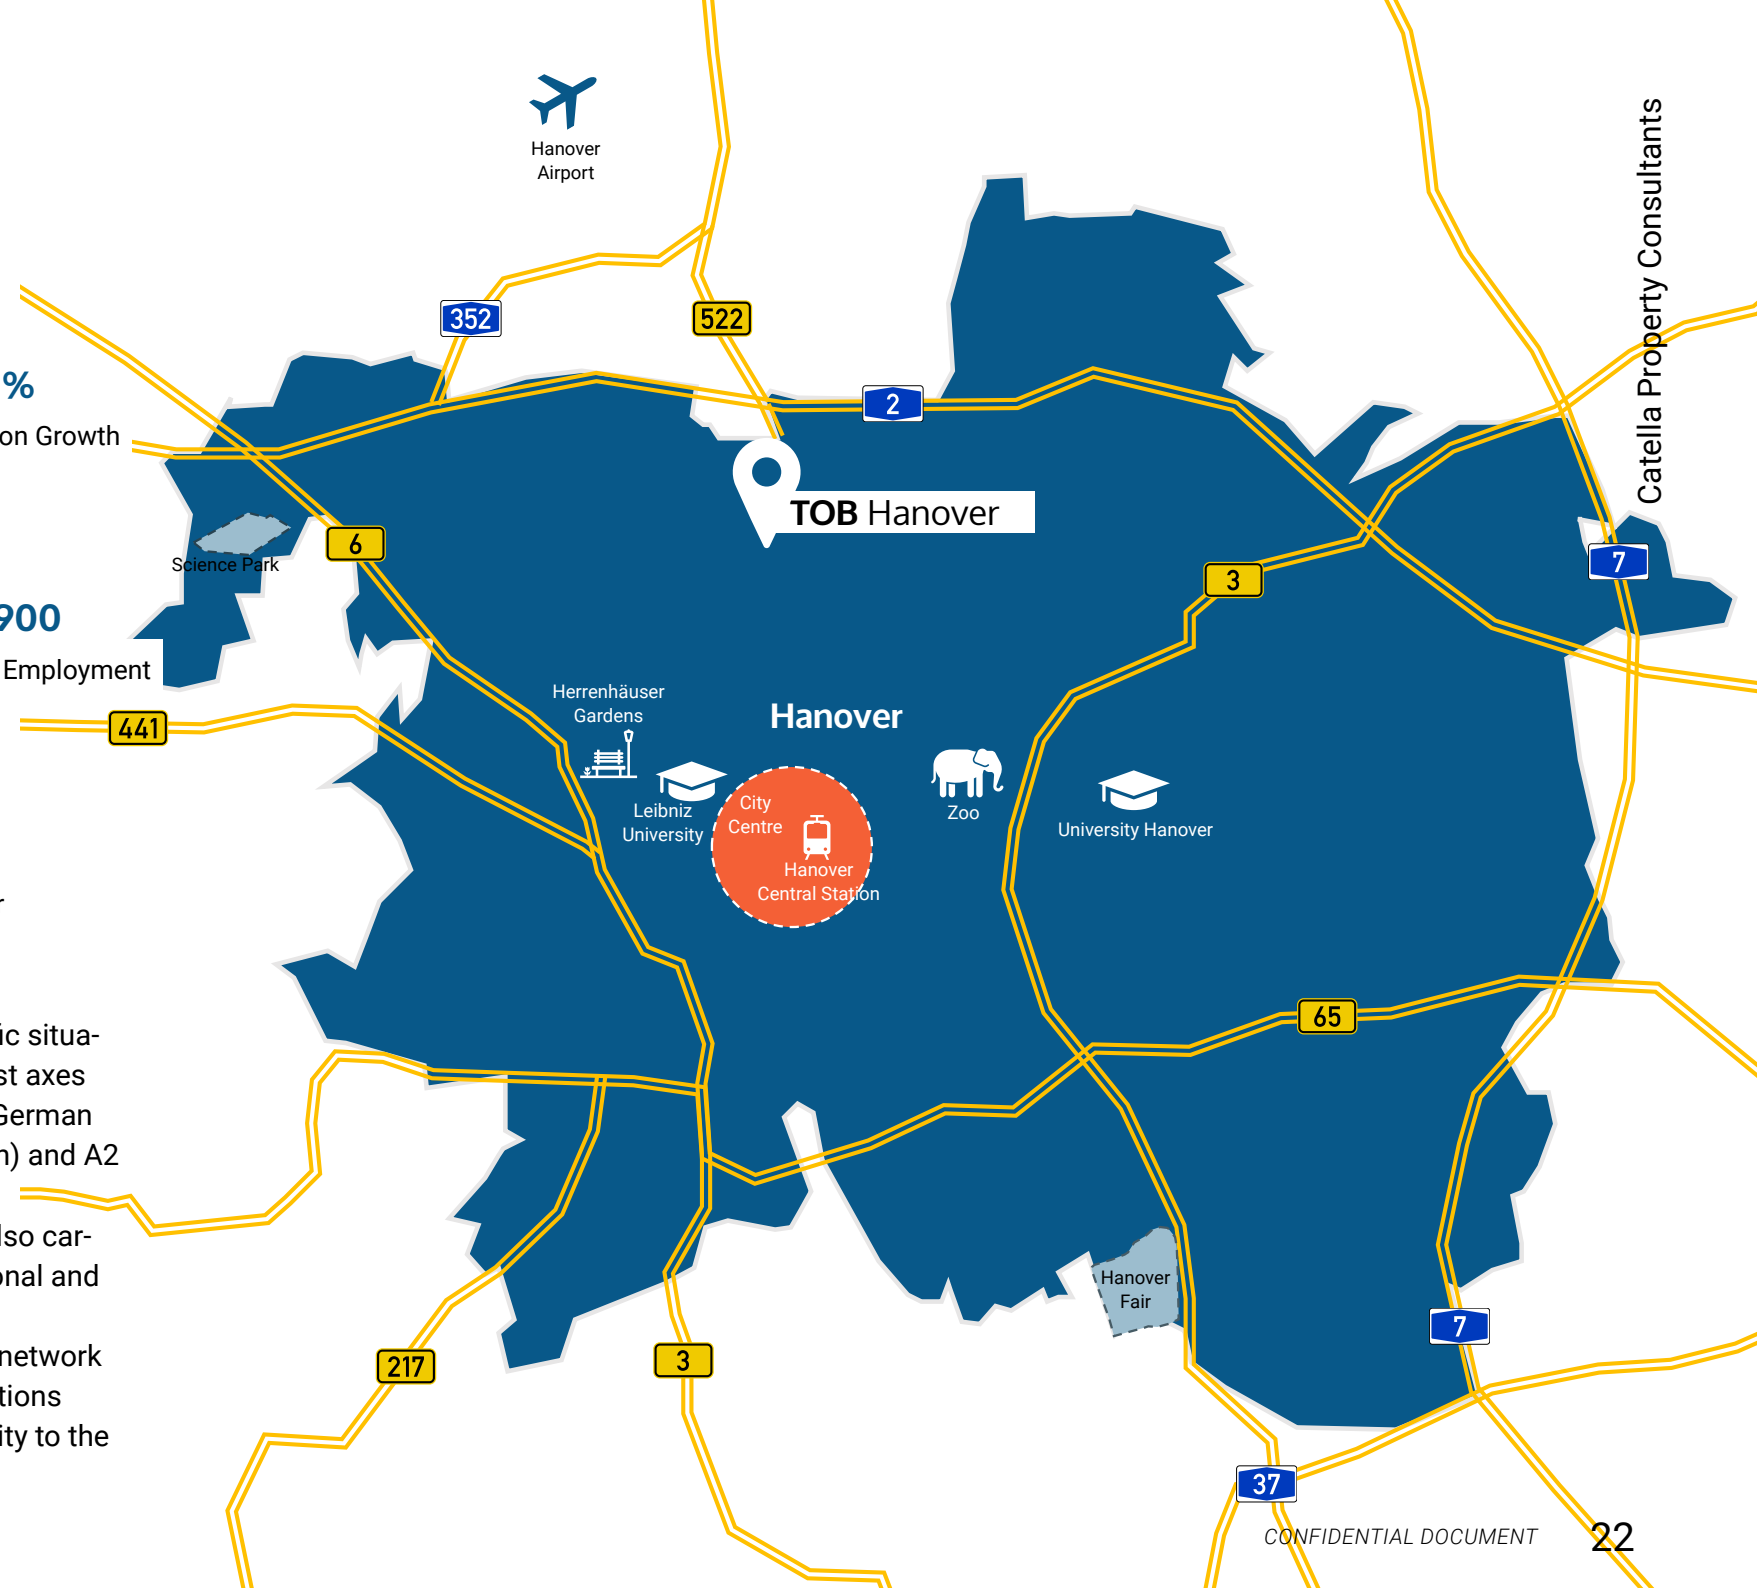 Hanover
Airport
Catella Property Consultants
352
522
%
on Growth
2
TOB Hanover
6
Science Park
7
3
900
Employment
441
Herrenhäuser
Gardens
Hanover
Leibniz
University
City
Centre
Hanover
Central Station
Zoo
University Hanover
r
ic situa-
st axes
German
n) and A2
65
lso car-
onal and
Hanover
Fair
network
tions
ity to the
217
3
7
37
CONFIDENTIAL DOCUMENT
22